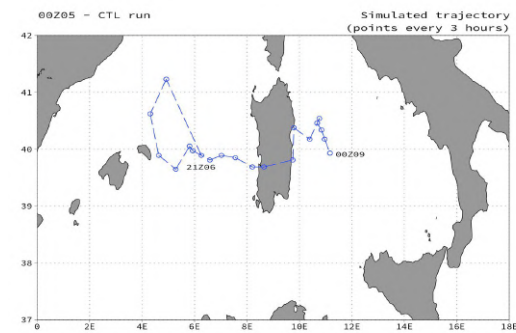 00Z05 – CTL run
Simulated trajectory
(points every 3 hours)
42
41
40
39
38
37
21Z06
00Z09
0
2E
4E
6E
8E
10E
12E
14E
16E
18E